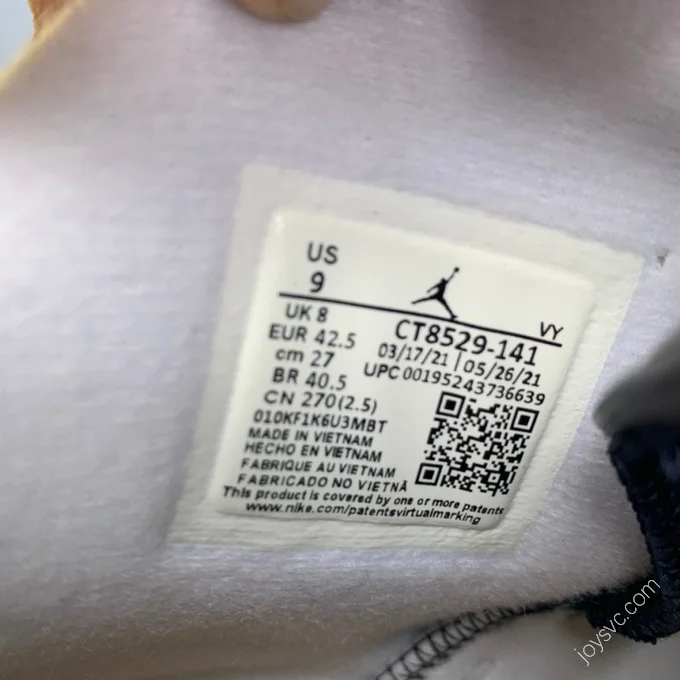 US
9
VY
UK 8
EUR 42.5
cm 27
BR 40.5
CN 270(2.5)
CT8529-141
03/17/21 | 05/26/21
UPC 00195243736639
010KF1K6U3MBT
MADE IN VIETNAM
HECHO EN VIETNAM
FABRIQUE AU VIETNAM
FABRICADO NO VIETNÃ
This product is covered by one or more patents
www.nike.com/patentsvirtualmarking
joysvc.com